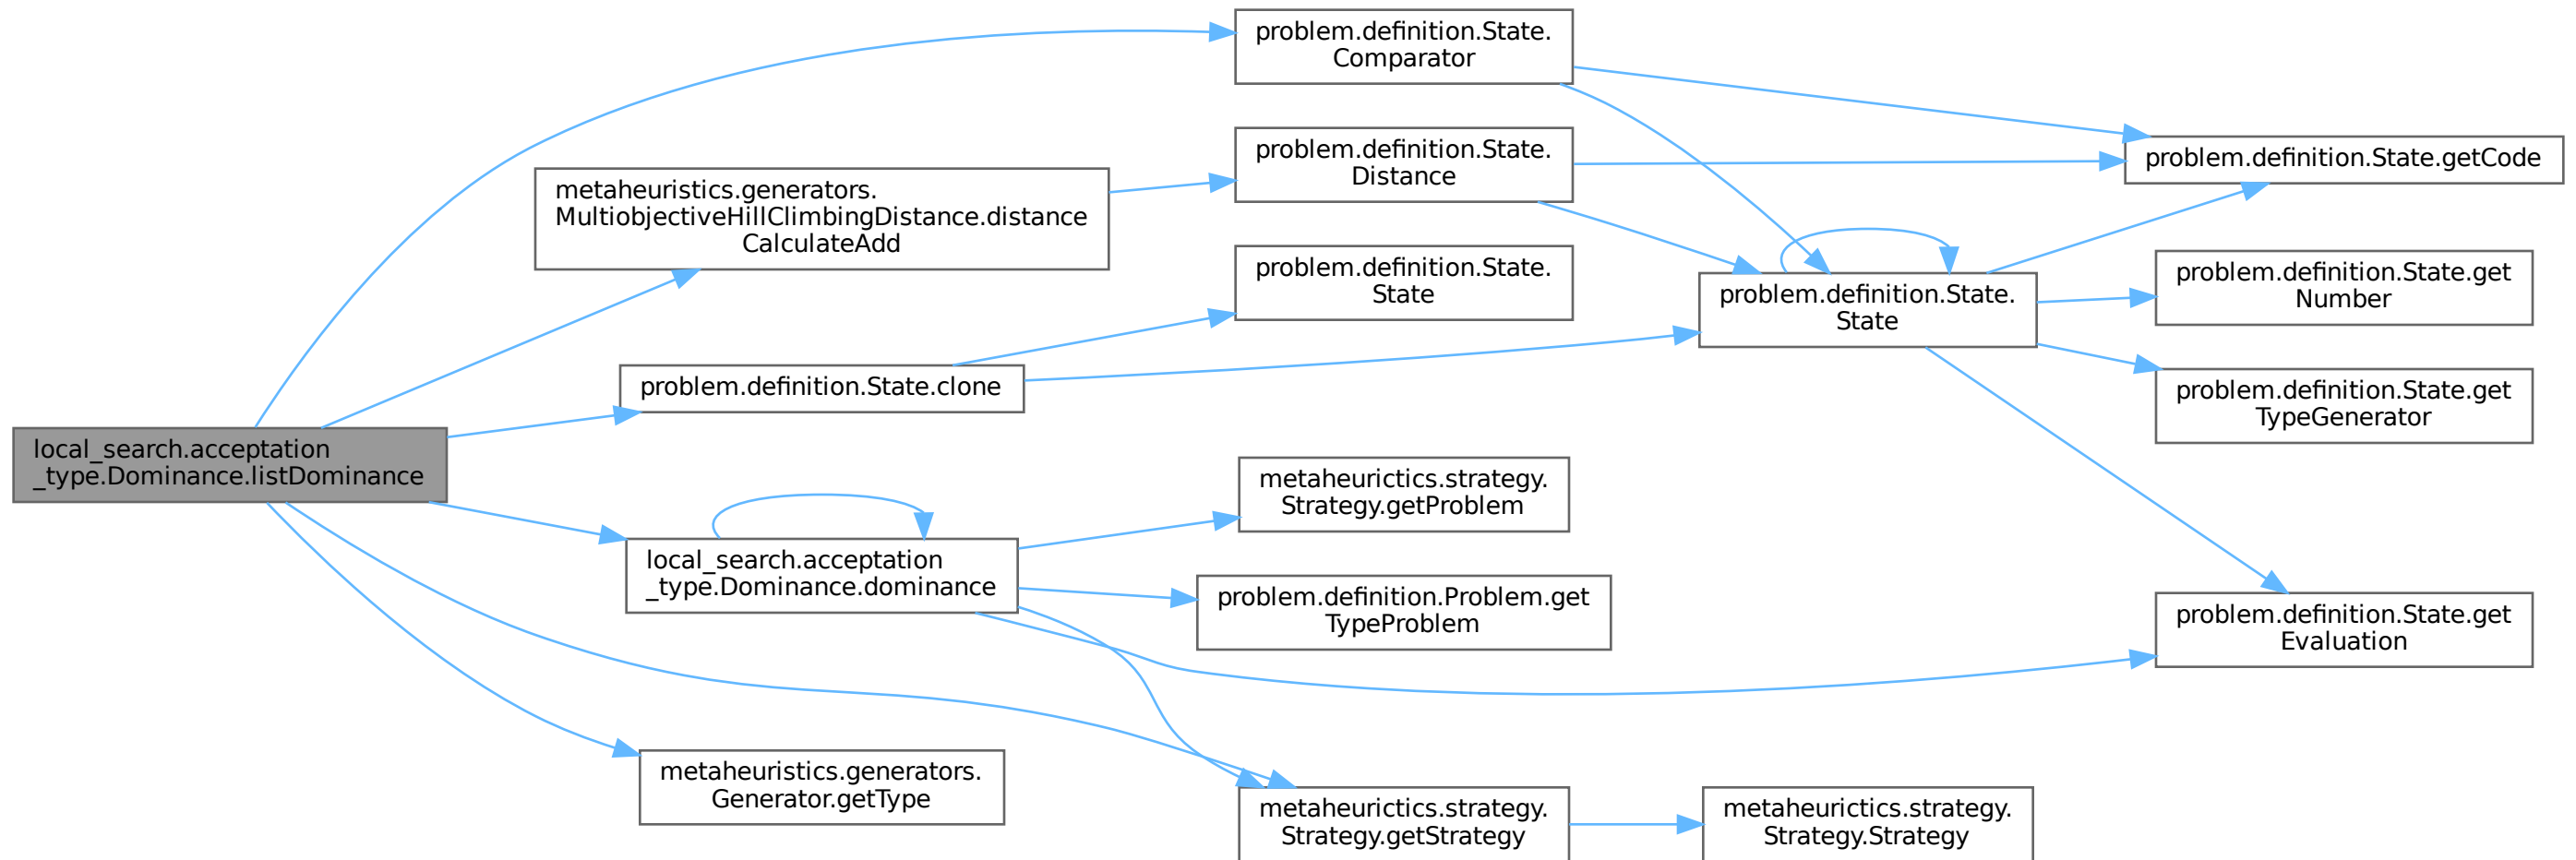 local_search.acceptation
_type.Dominance.listDominance
problem.definition.State.
Comparator
metaheuristics.generators.
MultiobjectiveHillClimbingDistance.distance
CalculateAdd
problem.definition.State.
Distance
problem.definition.State.getCode
problem.definition.State.
State
problem.definition.State.clone
problem.definition.State.
State
problem.definition.State.get
Number
problem.definition.State.get
TypeGenerator
local_search.acceptation
_type.Dominance.dominance
metaheurictics.strategy.
Strategy.getProblem
problem.definition.Problem.get
TypeProblem
problem.definition.State.get
Evaluation
metaheuristics.generators.
Generator.getType
metaheurictics.strategy.
Strategy.getStrategy
metaheurictics.strategy.
Strategy.Strategy